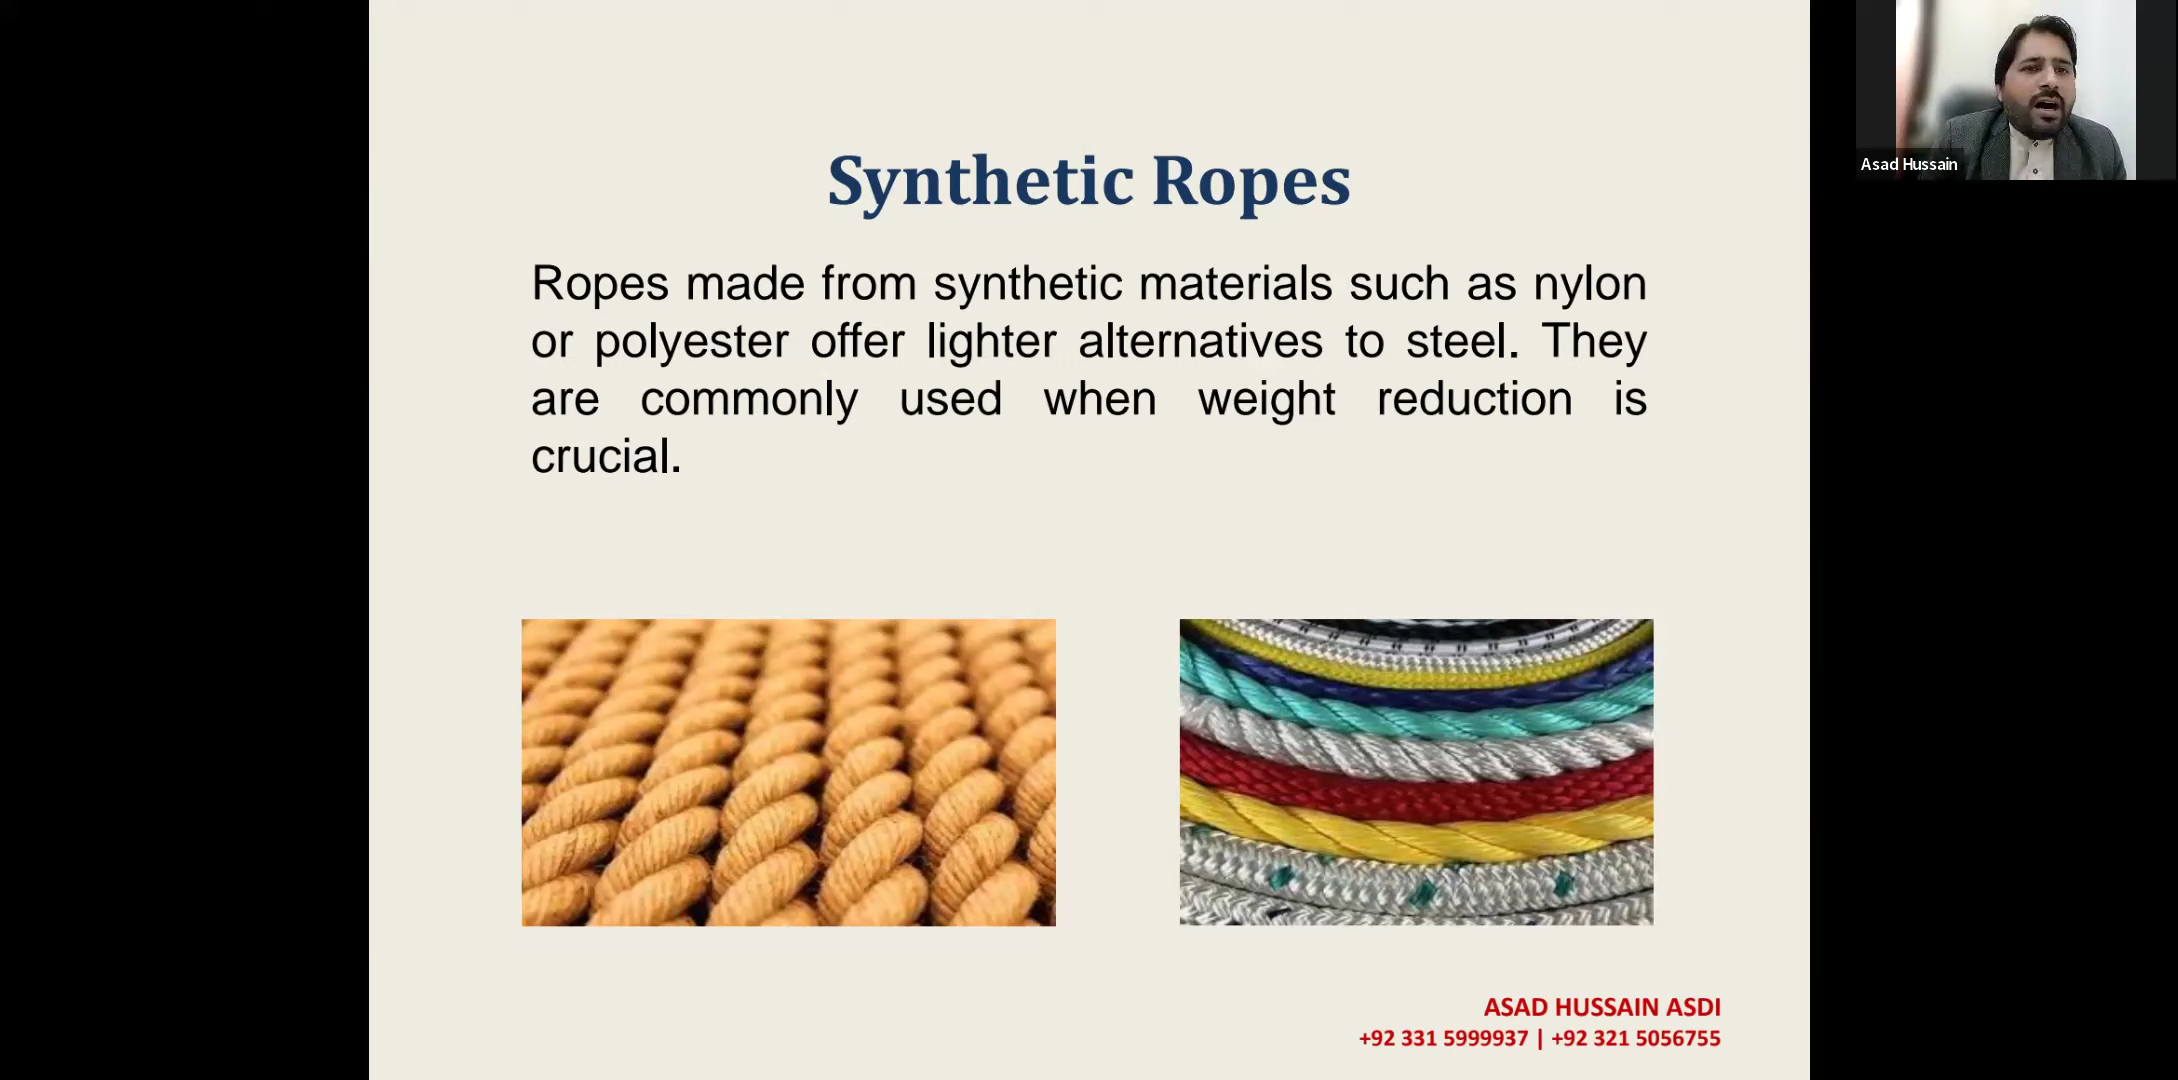 Synthetic Ropes
Ropes made from synthetic materials such as nylon
or polyester offer lighter alternatives to steel. They
are commonly used when weight reduction is
crucial.
ASAD HUSSAIN ASDI
+92 331 5999937 | +92 321 5056755
Asad Hussain